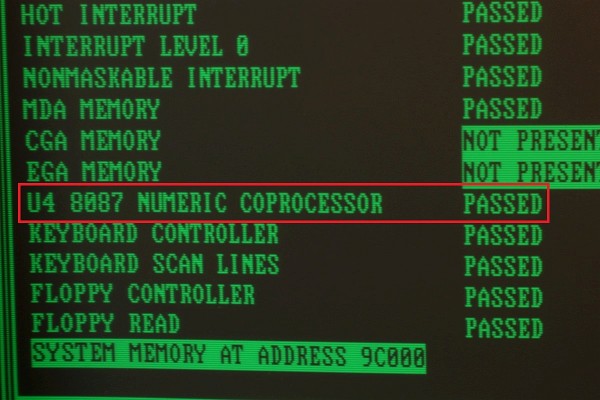 HOT INTERRUPT PASSED
INTERRUPT LEVEL 0 PASSED
NONMASKABLE INTERRUPT PASSED
MDA MEMORY PASSED
CGA MEMORY NOT PRESENT
EGA MEMORY NOT PRESENT
U4 8087 NUMERIC COPROCESSOR PASSED
KEYBOARD CONTROLLER PASSED
KEYBOARD SCAN LINES PASSED
FLOPPY CONTROLLER PASSED
FLOPPY READ PASSED
SYSTEM MEMORY AT ADDRESS 9C000